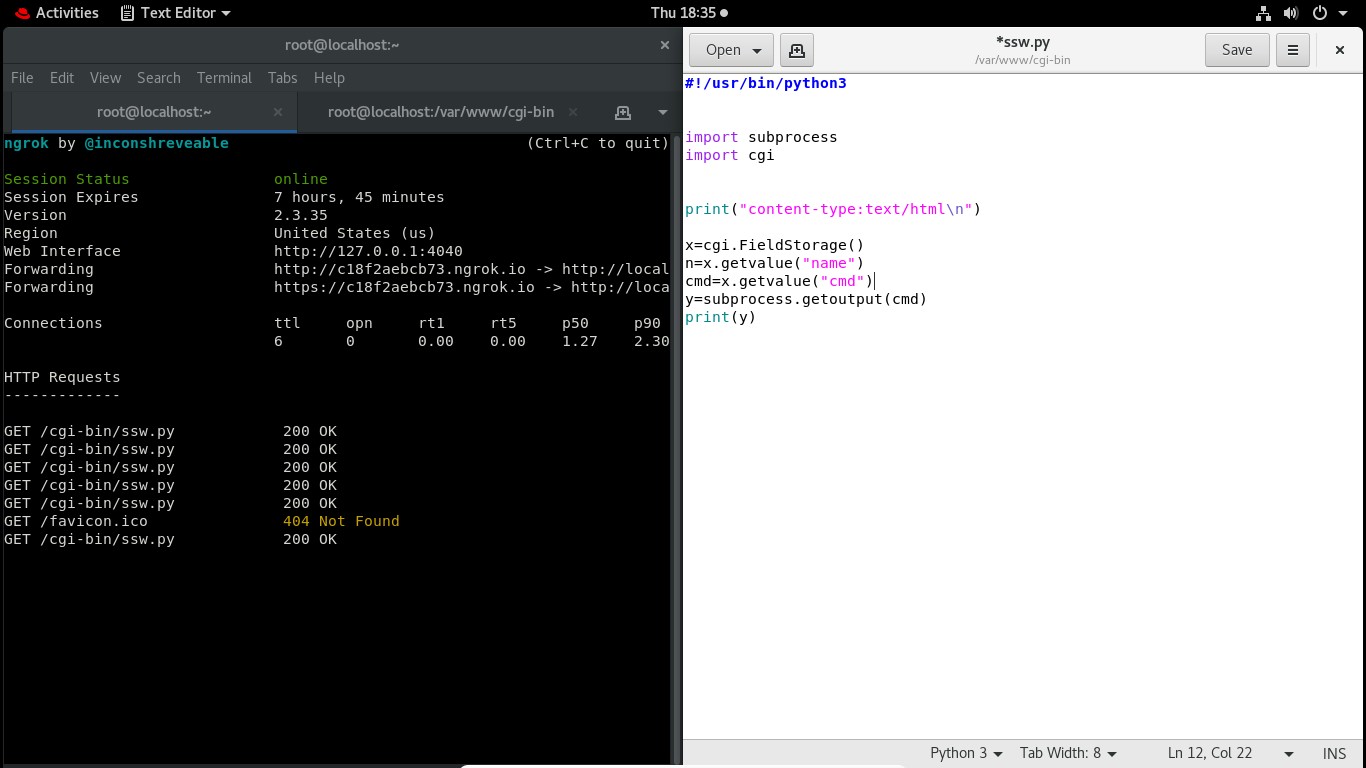 Activities Text Editor Thu 18:35
root@localhost:~
File Edit View Search Terminal Tabs Help
root@localhost:~ root@localhost:/var/www/cgi-bin
ngrok by @inconshreveable (Ctrl+C to quit)
Session Status online
Session Expires 7 hours, 45 minutes
Version 2.3.35
Region United States (us)
Web Interface http://127.0.0.1:4040
Forwarding http://c18f2aebcb73.ngrok.io -> http://local
Forwarding https://c18f2aebcb73.ngrok.io -> http://loca
Connections ttl opn rt1 rt5 p50 p90
6 0 0.00 0.00 1.27 2.30
HTTP Requests
-------------
GET /cgi-bin/ssw.py 200 OK
GET /cgi-bin/ssw.py 200 OK
GET /cgi-bin/ssw.py 200 OK
GET /cgi-bin/ssw.py 200 OK
GET /cgi-bin/ssw.py 200 OK
GET /favicon.ico 404 Not Found
GET /cgi-bin/ssw.py 200 OK
Open *ssw.py Save
/var/www/cgi-bin
#!/usr/bin/python3
import subprocess
import cgi
print("content-type:text/html\n")
x=cgi.FieldStorage()
n=x.getvalue("name")
cmd=x.getvalue("cmd")
y=subprocess.getoutput(cmd)
print(y)
Python 3 Tab Width: 8 Ln 12, Col 22 INS